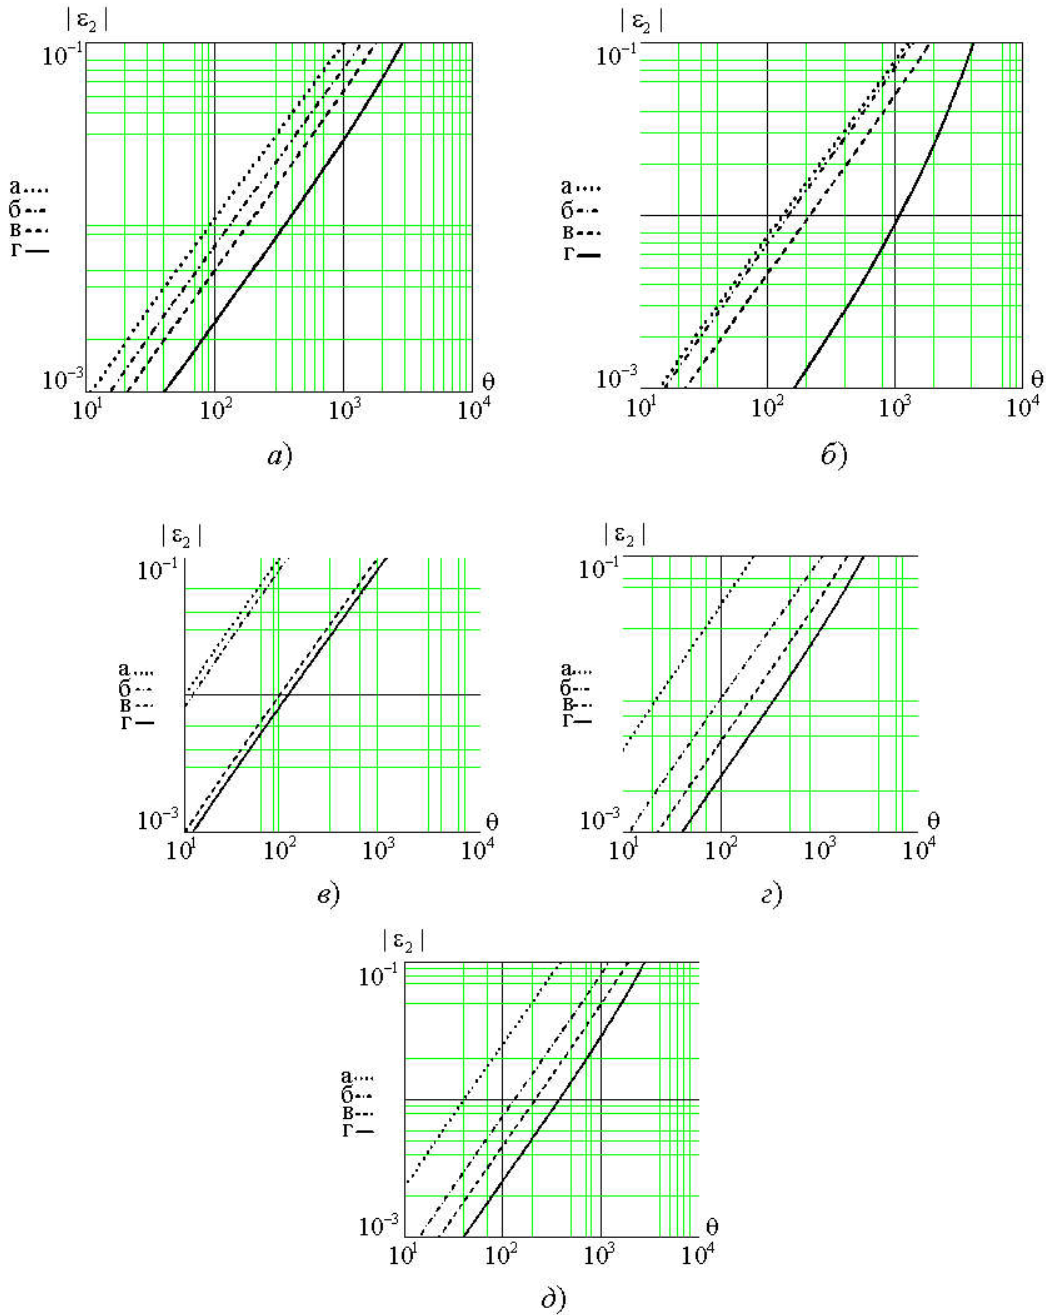 | ε₂ |
10⁻¹
а
б
в
г
10⁻³
θ
10¹ 10² 10³ 10⁴
а)
| ε₂ |
10⁻¹
а
б
в
г
10⁻³
θ
10¹ 10² 10³ 10⁴
б)
| ε₂ |
10⁻¹
а
б
в
г
10⁻³
θ
10¹ 10² 10³ 10⁴
в)
| ε₂ |
10⁻¹
а
б
в
г
10⁻³
θ
10¹ 10² 10³ 10⁴
г)
| ε₂ |
10⁻¹
а
б
в
г
10⁻³
θ
10¹ 10² 10³ 10⁴
д)